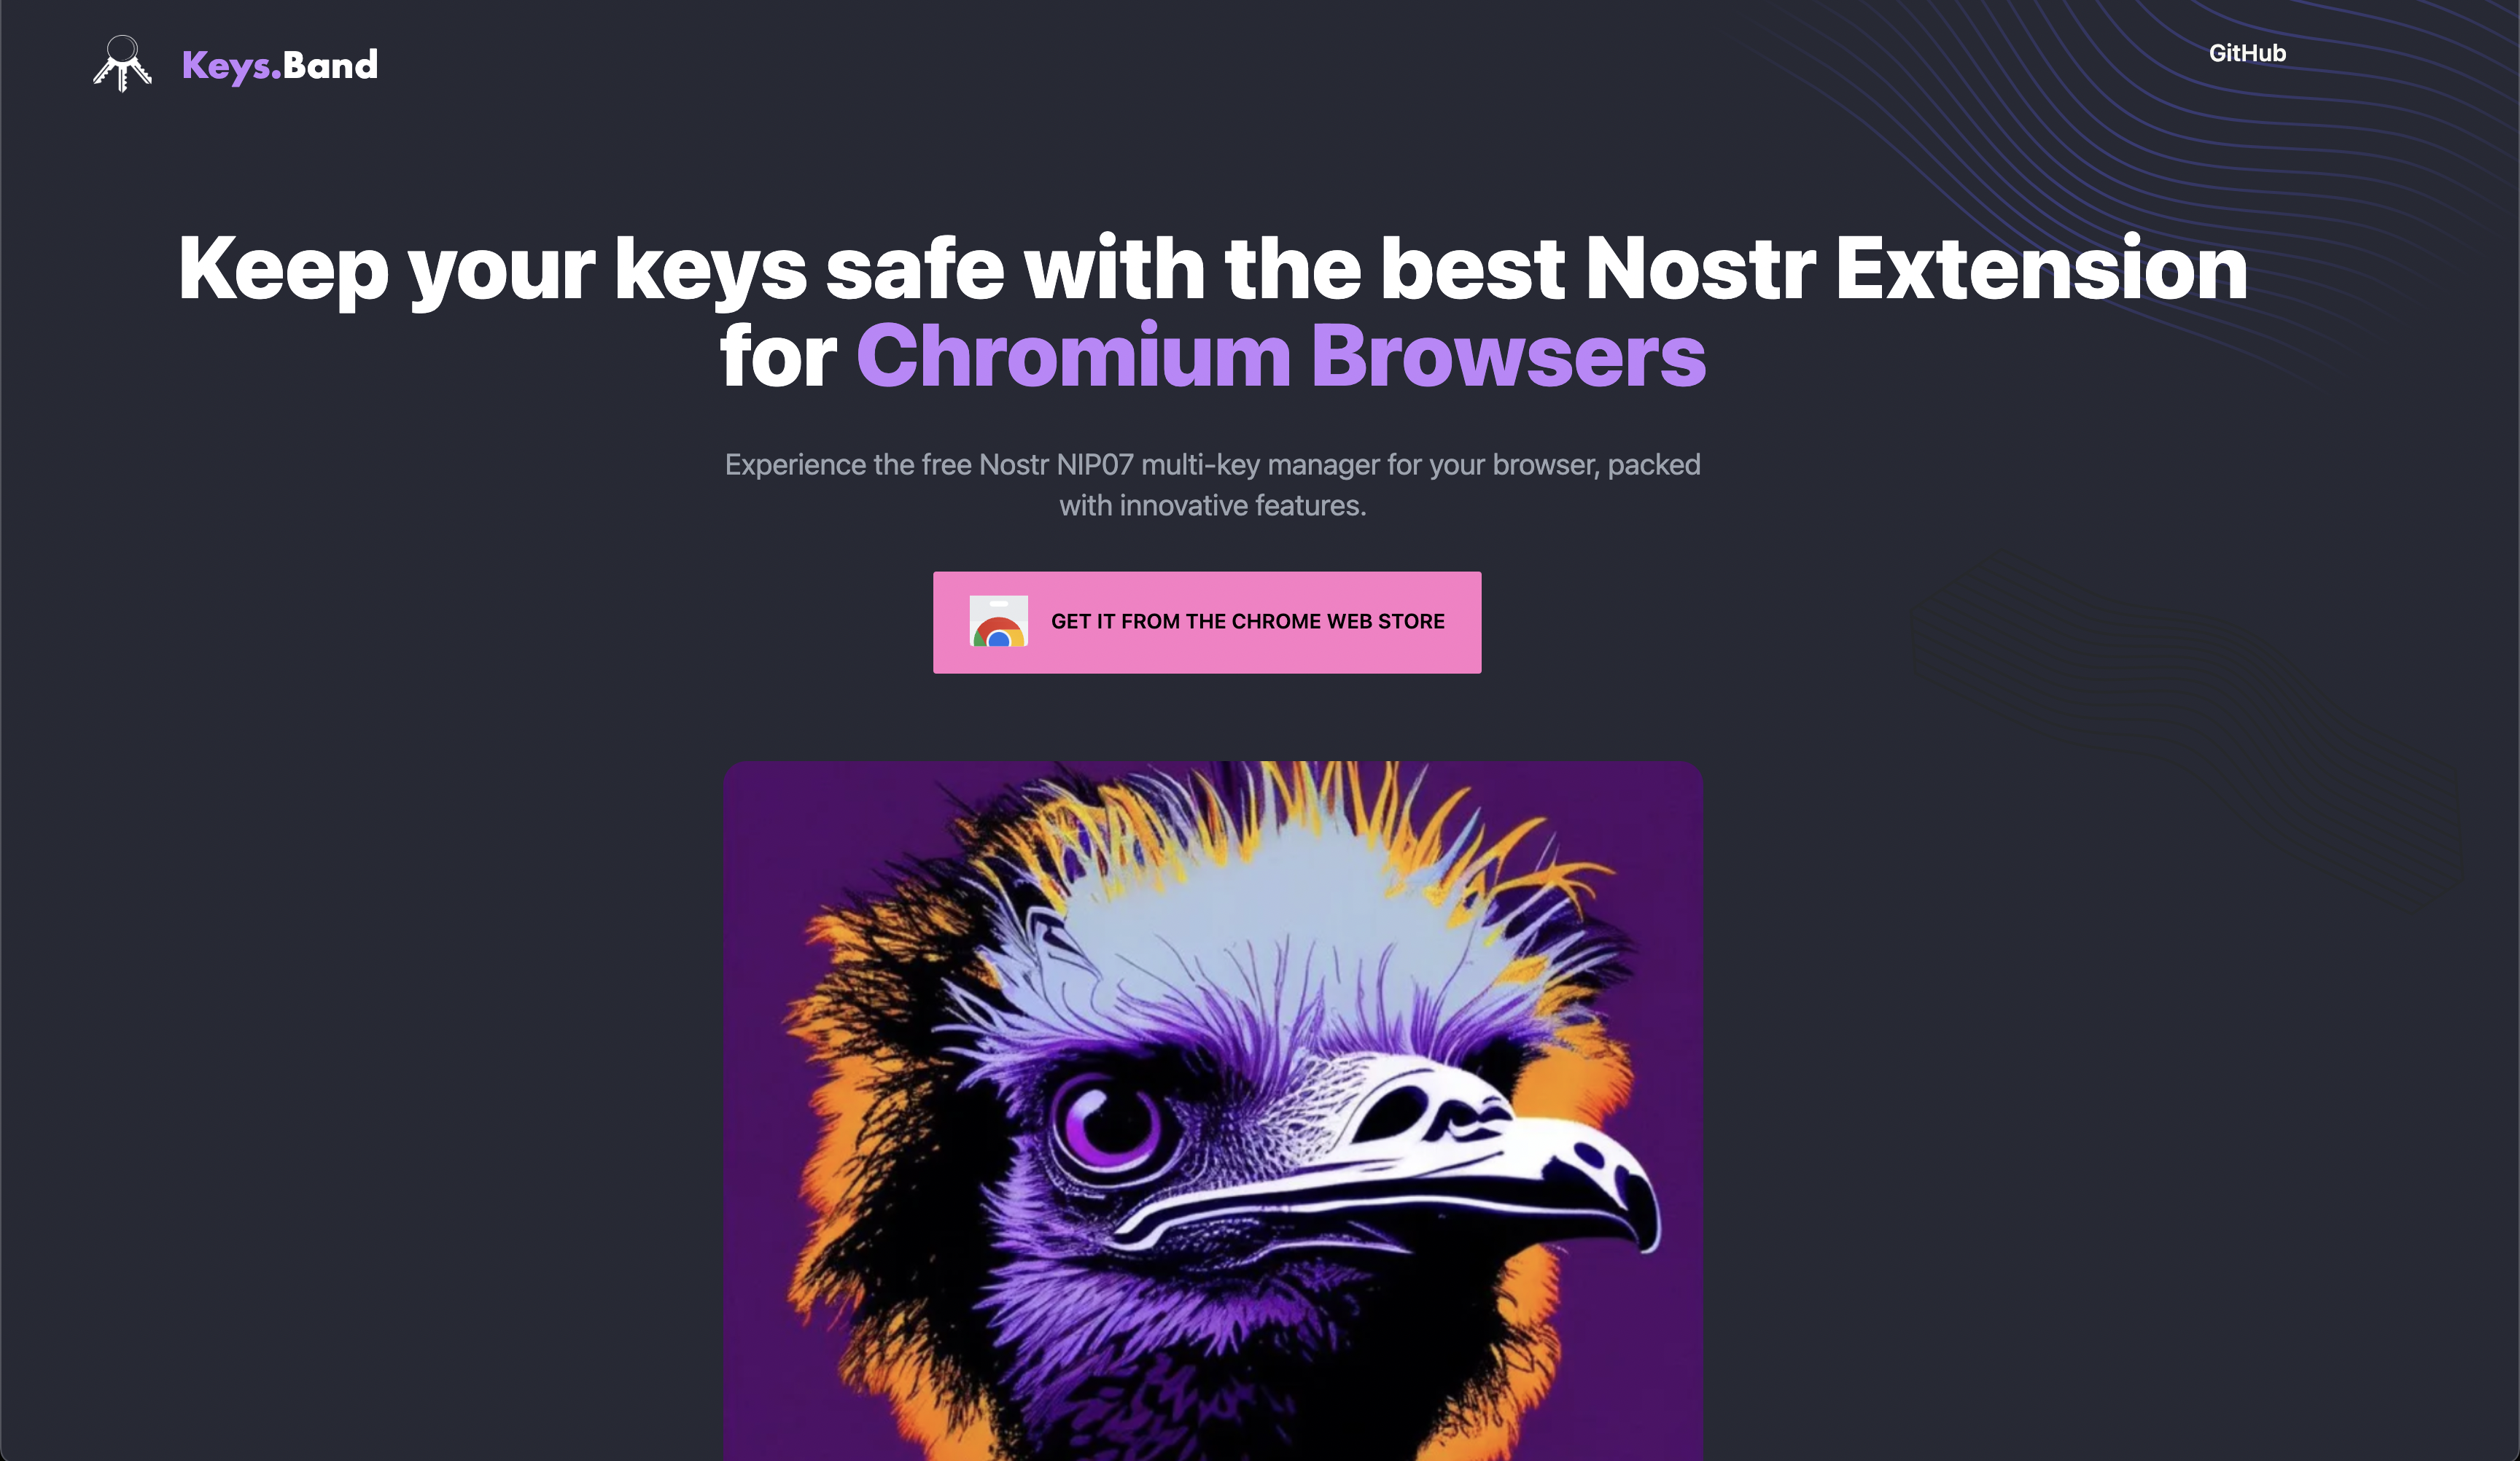 Keys.Band
GitHub
Keep your keys safe with the best Nostr Extension
for Chromium Browsers
Experience the free Nostr NIP07 multi-key manager for your browser, packed
with innovative features.
GET IT FROM THE CHROME WEB STORE